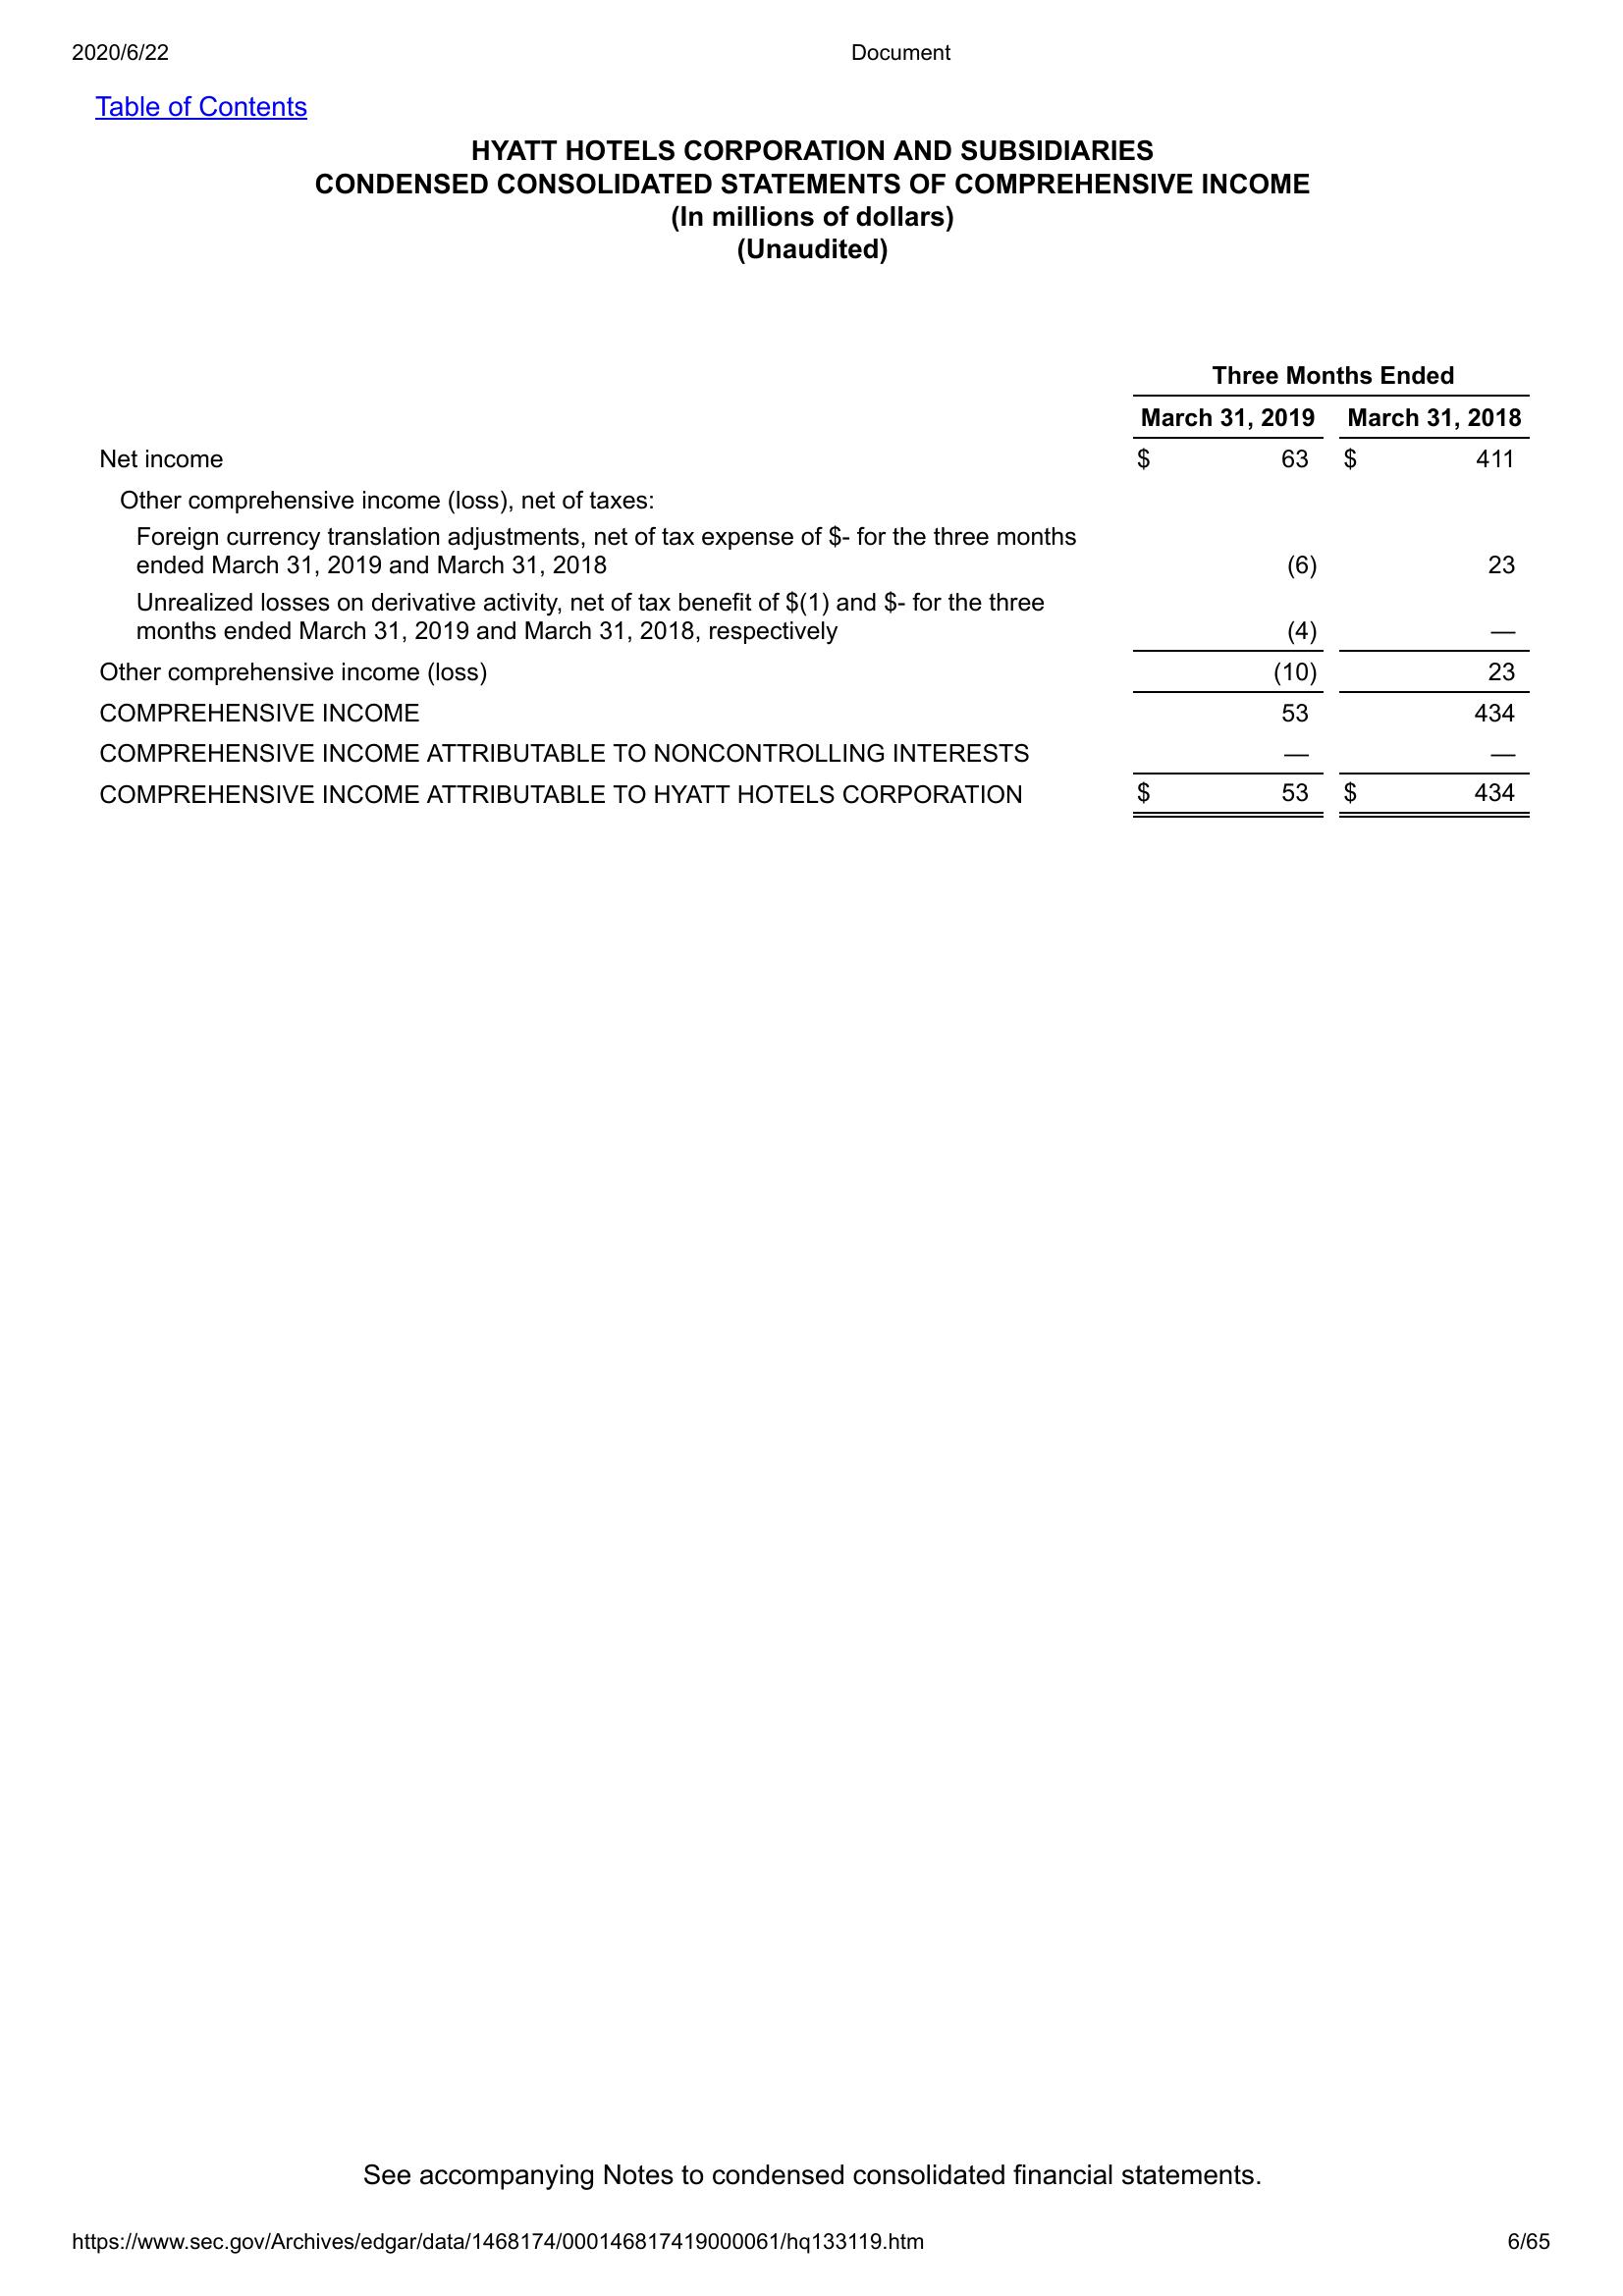 2020/6/22 Document
Table of Contents
HYATT HOTELS CORPORATION AND SUBSIDIARIES
CONDENSED CONSOLIDATED STATEMENTS OF COMPREHENSIVE INCOME
(In millions of dollars)
(Unaudited)
Three Months Ended
March 31, 2019 March 31, 2018
Net income $ 63 $ 411
Other comprehensive income (loss), net of taxes:
Foreign currency translation adjustments, net of tax expense of $- for the three months
ended March 31, 2019 and March 31, 2018 (6) 23
Unrealized losses on derivative activity, net of tax benefit of $(1) and $- for the three
months ended March 31, 2019 and March 31, 2018, respectively (4) —
Other comprehensive income (loss) (10) 23
COMPREHENSIVE INCOME 53 434
COMPREHENSIVE INCOME ATTRIBUTABLE TO NONCONTROLLING INTERESTS — —
COMPREHENSIVE INCOME ATTRIBUTABLE TO HYATT HOTELS CORPORATION $ 53 $ 434
See accompanying Notes to condensed consolidated financial statements.
https://www.sec.gov/Archives/edgar/data/1468174/000146817419000061/hq133119.htm 6/65